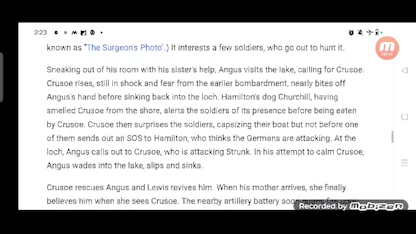 2:23
known as "The Surgeon's Photo".) It interests a few soldiers, who go out to hunt it.
Sneaking out of his room with his sister's help, Angus visits the lake, calling for Crusoe.
Crusoe rises, still in shock and fear from the earlier bombardment, nearly bites off
Angus's hand before sinking back into the loch. Hamilton's dog Churchill, having
smelled Crusoe from the shore, alerts the soldiers of its presence before being eaten
by Crusoe. Crusoe then surprises the soldiers, capsizing their boat but not before one
of them sends out an SOS to Hamilton, who thinks the Germans are attacking. At
the loch, Angus calls out to Crusoe, who is attacking Strunk. In his attempt to calm Crusoe,
Angus wades into the lake, slips and sinks.
Crusoe rescues Angus and Lewis revives him. When his mother arrives, she finally
believes him when she sees Crusoe. The nearby artillery battery soon
Recorded by Mobizen